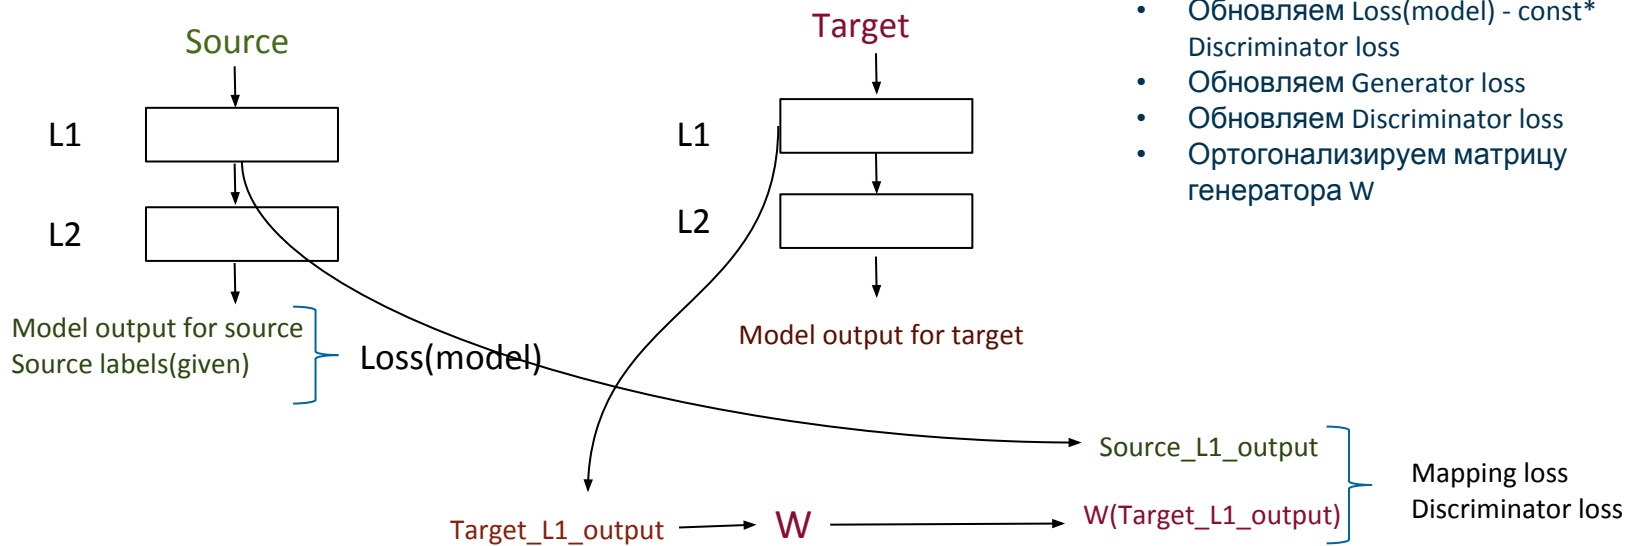 Source
L1
L2
Model output for source
Source labels(given)
Loss(model)
Target
L1
L2
Model output for target
• Обновляем Loss(model) - const*
Discriminator loss
• Обновляем Generator loss
• Обновляем Discriminator loss
• Ортогонализируем матрицу
генератора W
Source_L1_output
Target_L1_output
W
W(Target_L1_output)
Mapping loss
Discriminator loss